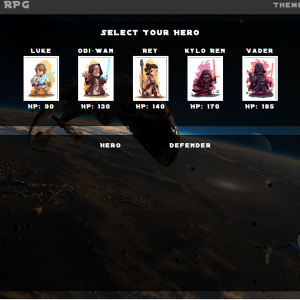 RPG THEME
SELECT YOUR HERO
LUKE OBI-WAN REY KYLO REN VADER
HP: 90 HP: 130 HP: 140 HP: 170 HP: 185
HERO DEFENDER